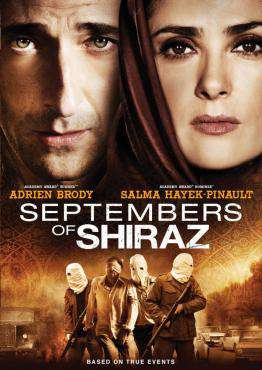 ACADEMY AWARD® WINNER
ACADEMY AWARD® NOMINEE
ADRIEN BRODY
SALMA HAYEK-PINAULT
SEPTEMBERS
OF SHIRAZ
BASED ON TRUE EVENTS